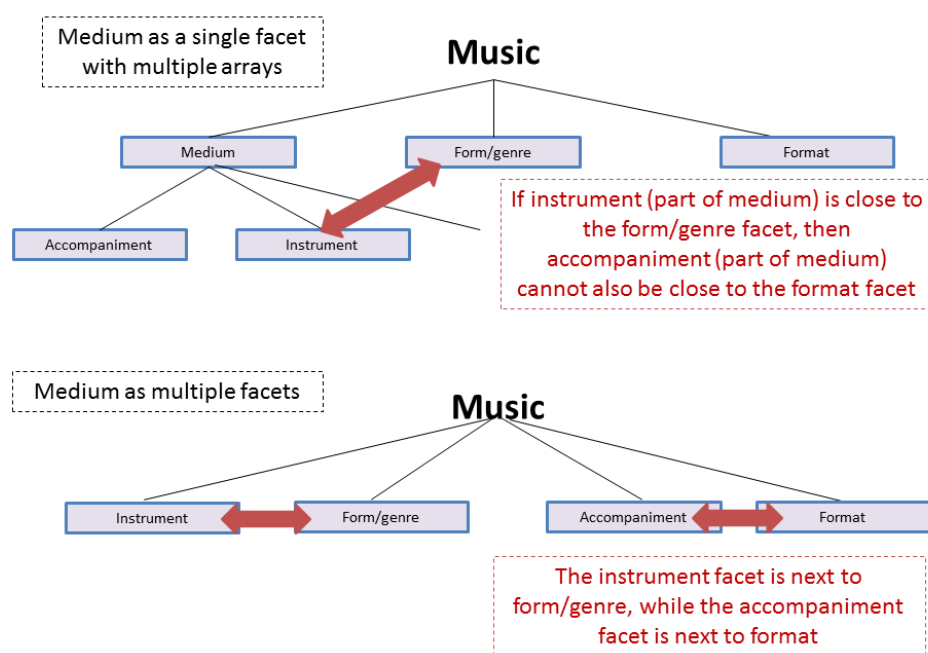 Medium as a single facet
with multiple arrays
Music
Medium
Form/genre
Format
Accompaniment
Instrument
If instrument (part of medium) is close to
the form/genre facet, then
accompaniment (part of medium)
cannot also be close to the format facet
Medium as multiple facets
Music
Instrument
Form/genre
Accompaniment
Format
The instrument facet is next to
form/genre, while the accompaniment
facet is next to format